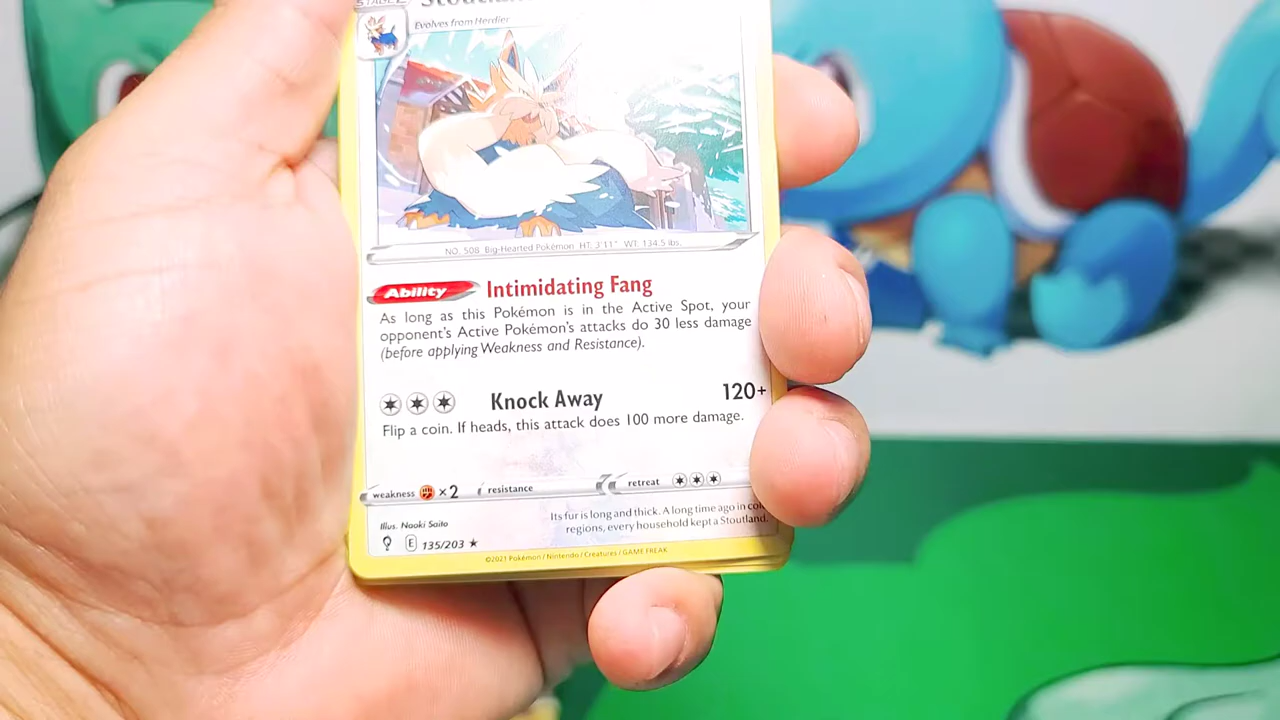 Evolves from Herdier
NO. 508 Big-Hearted Pokémon HT: 3'11" WT: 134.5 lbs.
Ability Intimidating Fang
As long as this Pokémon is in the Active Spot, your
opponent's Active Pokémon's attacks do 30 less damage
(before applying Weakness and Resistance).
Knock Away 120+
Flip a coin. If heads, this attack does 100 more damage.
weakness ×2 resistance retreat
Its fur is long and thick. A long time ago in
regions, every household kept a Stoutland.
Illus. Naoki Saito
E 135/203 ★
©2021 Pokémon / Nintendo / Creatures / GAME FREAK